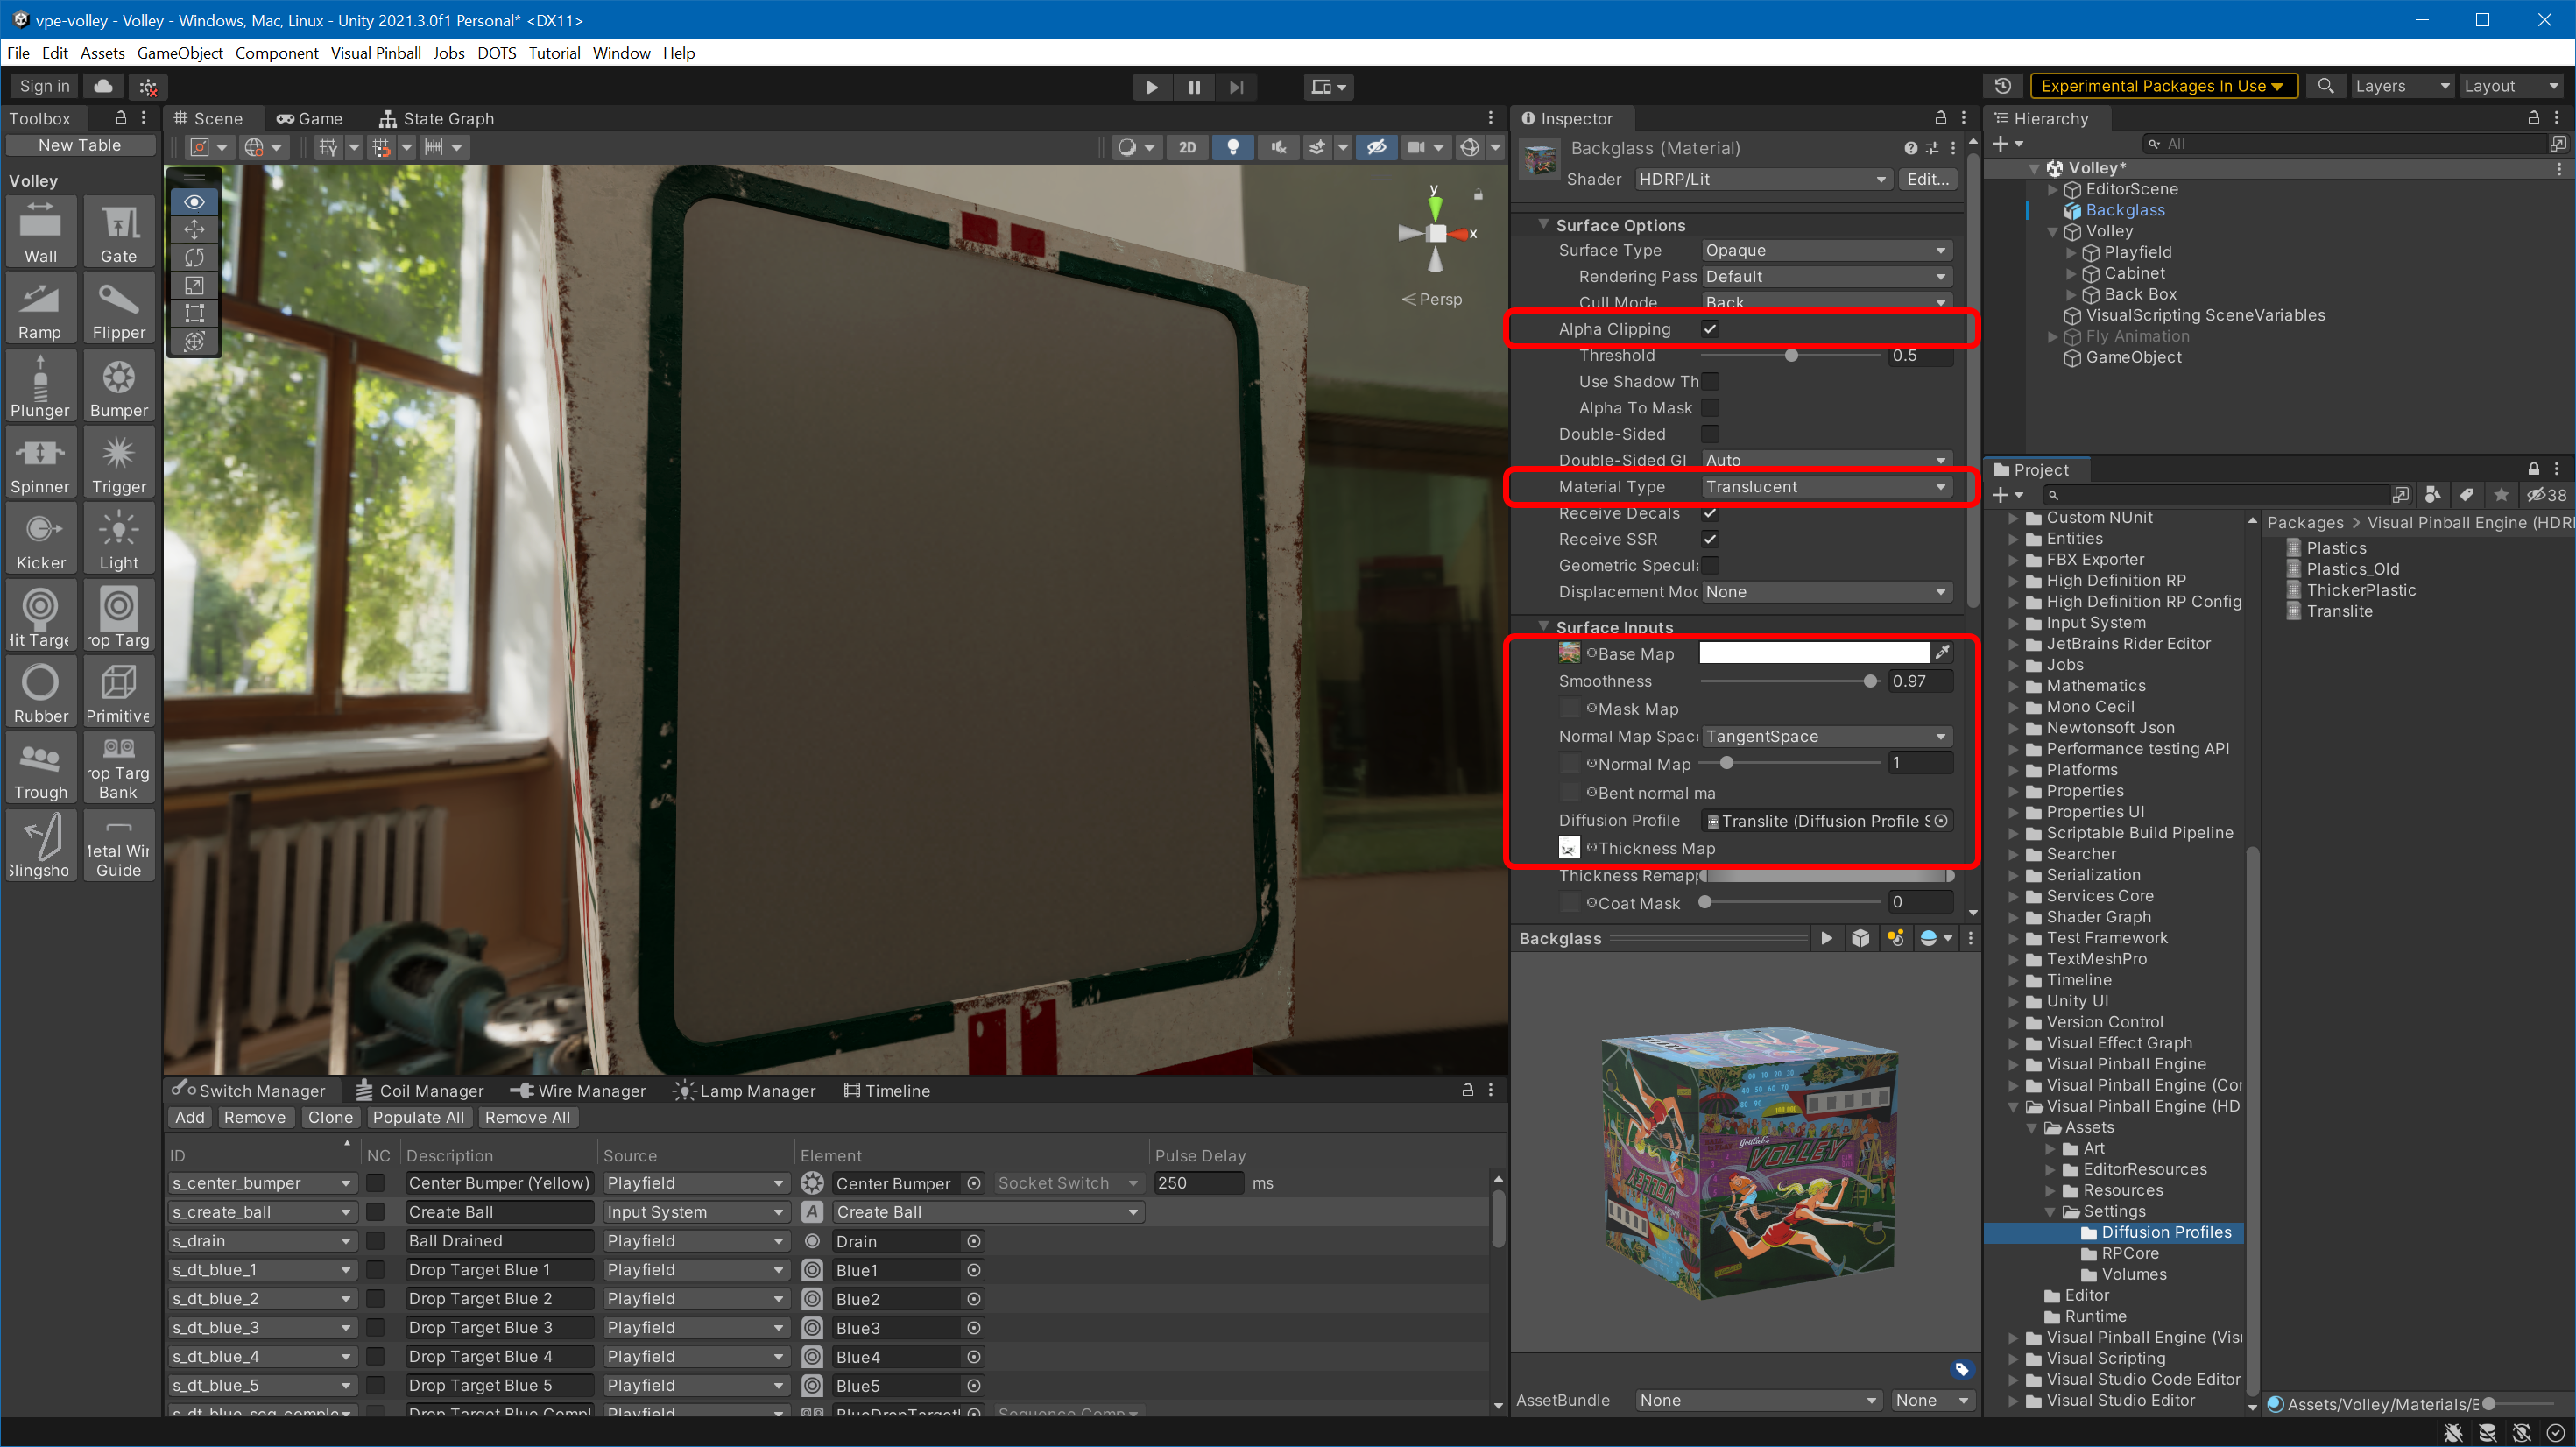 vpe-volley - Volley - Windows, Mac, Linux - Unity 2021.3.0f1 Personal* <DX11>
File Edit Assets GameObject Component Visual Pinball Jobs DOTS Tutorial Window Help
Sign in
Experimental Packages In Use
Layers
Layout
Toolbox
New Table
Volley
Wall Gate
Ramp Flipper
Plunger Bumper
Spinner Trigger
Kicker Light
Hit Targe rop Targ
Rubber Primitive
Trough rop Targ Bank
Slingsho Metal Wir Guide
Scene Game State Graph
2D
y
x
Persp
Switch Manager Coil Manager Wire Manager Lamp Manager Timeline
Add Remove Clone Populate All Remove All
ID NC Description Source Element Pulse Delay
s_center_bumper Center Bumper (Yellow) Playfield Center Bumper Socket Switch 250 ms
s_create_ball Create Ball Input System A Create Ball
s_drain Ball Drained Playfield Drain
s_dt_blue_1 Drop Target Blue 1 Playfield Blue1
s_dt_blue_2 Drop Target Blue 2 Playfield Blue2
s_dt_blue_3 Drop Target Blue 3 Playfield Blue3
s_dt_blue_4 Drop Target Blue 4 Playfield Blue4
s_dt_blue_5 Drop Target Blue 5 Playfield Blue5
s_dt_blue_seq_comple Drop Target Blue Compl Playfield BlueDropTarget Sequence Comp
Inspector
Backglass (Material)
Shader HDRP/Lit Edit...
Surface Options
Surface Type Opaque
Rendering Pass Default
Cull Mode Back
Alpha Clipping
Threshold 0.5
Use Shadow Th
Alpha To Mask
Double-Sided
Double-Sided GI Auto
Material Type Translucent
Receive Decals
Receive SSR
Geometric Specul
Displacement Mod None
Surface Inputs
Base Map
Smoothness 0.97
Mask Map
Normal Map Space TangentSpace
Normal Map 1
Bent normal ma
Diffusion Profile Translite (Diffusion Profile S
Thickness Map
Thickness Remapp
Coat Mask 0
Backglass
Gottlieb's
VOLLEY
AssetBundle None None
Hierarchy
All
Volley*
EditorScene
Backglass
Volley
Playfield
Cabinet
Back Box
VisualScripting SceneVariables
Fly Animation
GameObject
Project
38
Custom NUnit
Entities
FBX Exporter
High Definition RP
High Definition RP Config
Input System
JetBrains Rider Editor
Jobs
Mathematics
Mono Cecil
Newtonsoft Json
Performance testing API
Platforms
Properties
Properties UI
Scriptable Build Pipeline
Searcher
Serialization
Services Core
Shader Graph
Test Framework
TextMeshPro
Timeline
Unity UI
Version Control
Visual Effect Graph
Visual Pinball Engine
Visual Pinball Engine (Cor
Visual Pinball Engine (HD
Assets
Art
EditorResources
Resources
Settings
Diffusion Profiles
RPCore
Volumes
Editor
Runtime
Visual Pinball Engine (Visu
Visual Scripting
Visual Studio Code Editor
Visual Studio Editor
Packages > Visual Pinball Engine (HDRI
Plastics
Plastics_Old
ThickerPlastic
Translite
Assets/Volley/Materials/E